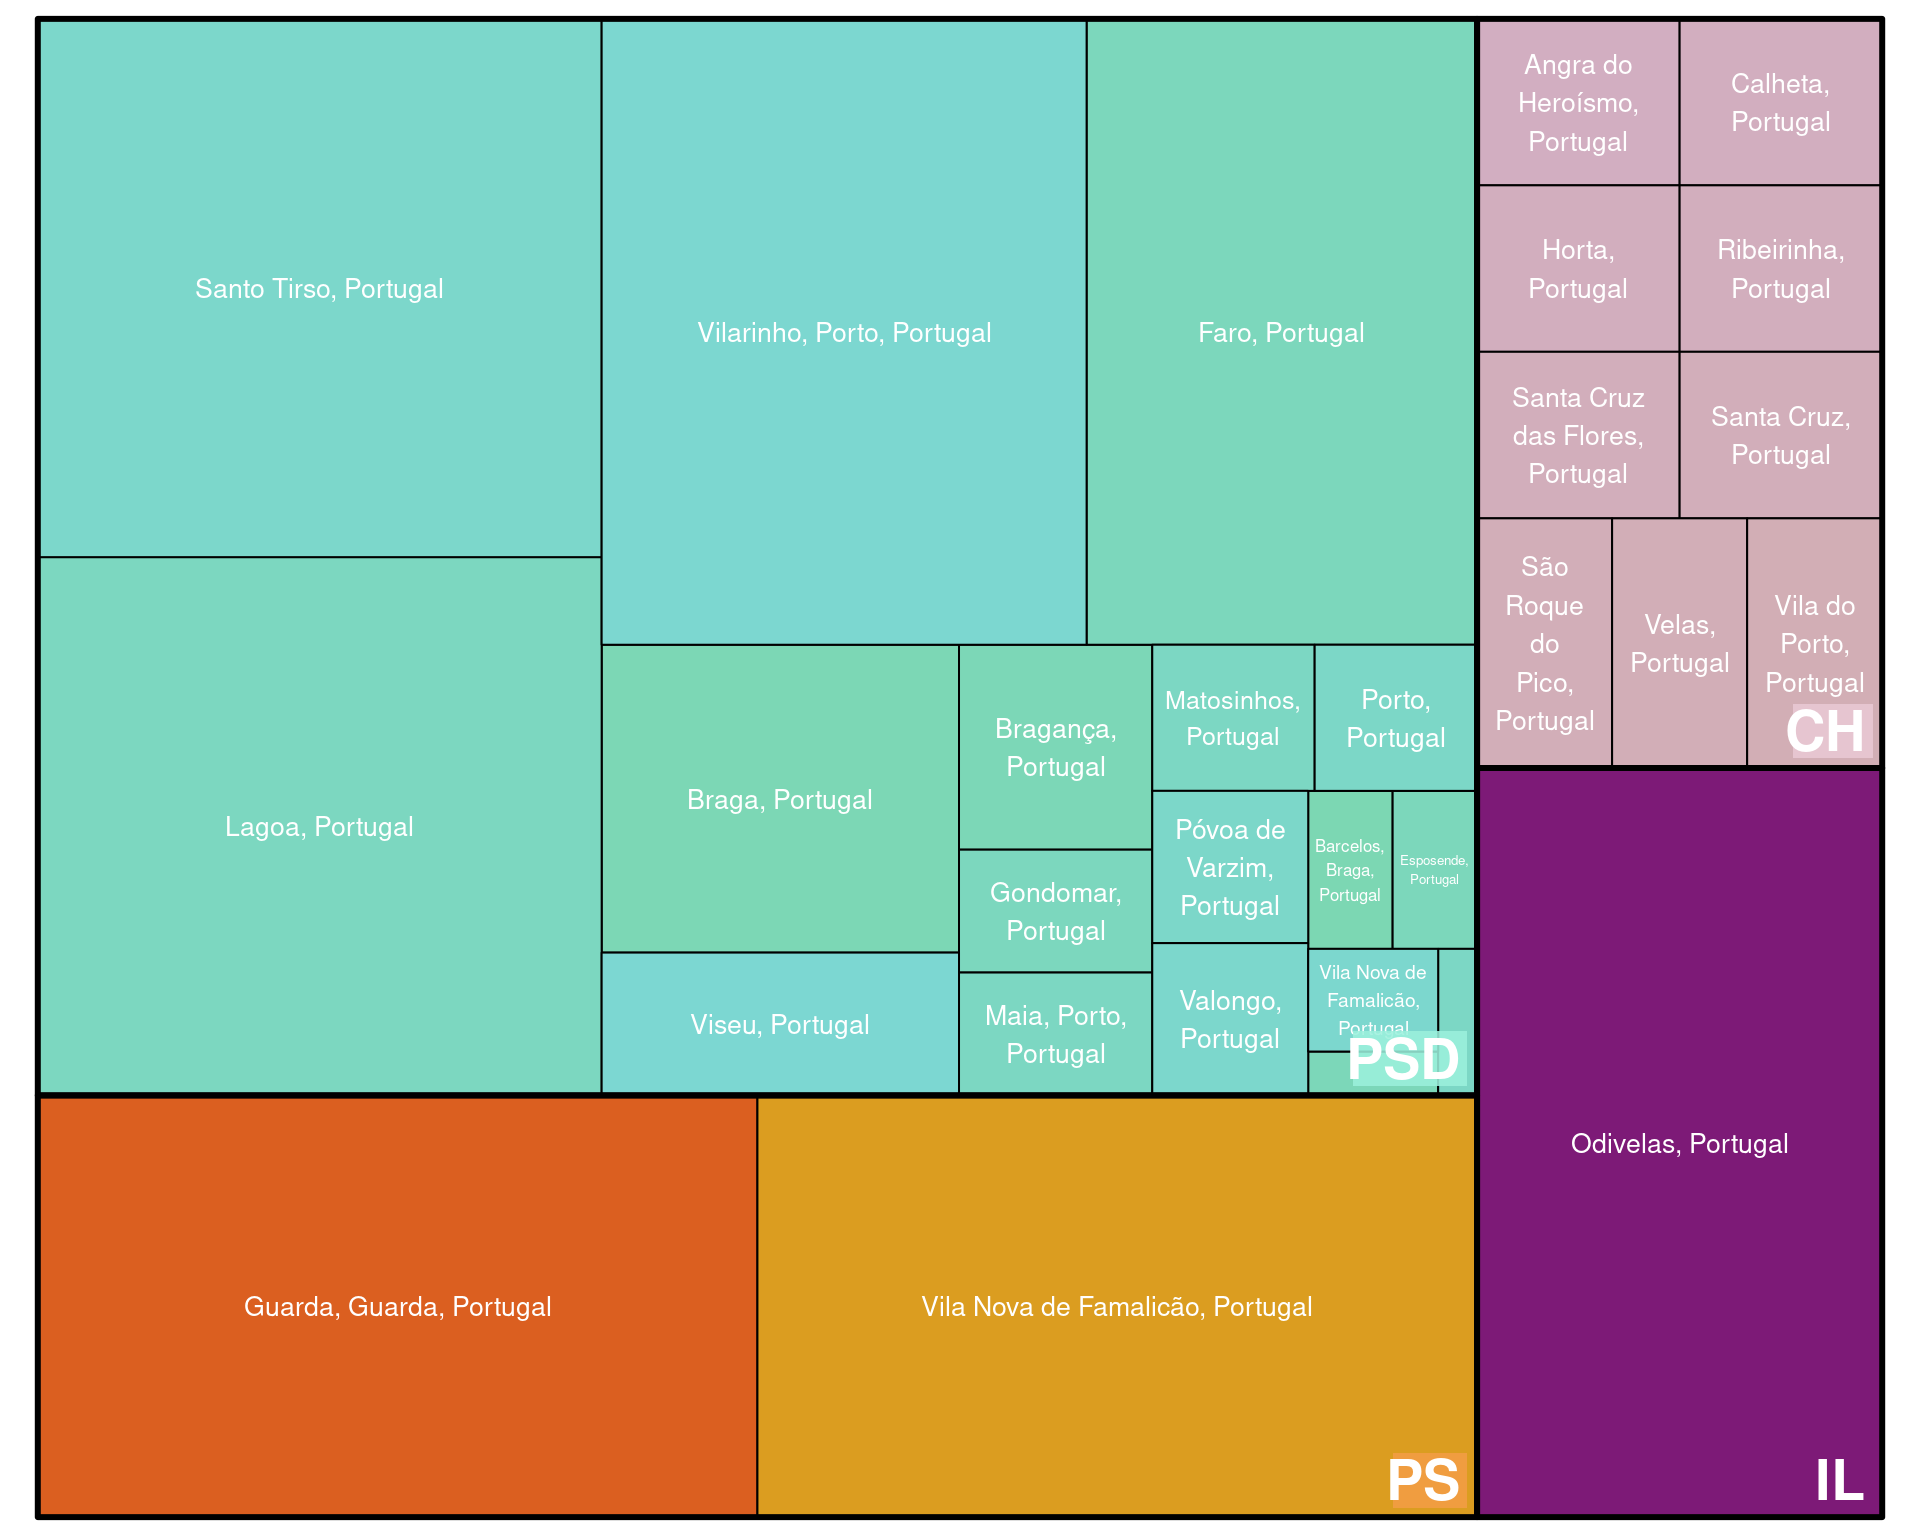 Santo Tirso, Portugal
Vilarinho, Porto, Portugal
Faro, Portugal
Lagoa, Portugal
Braga, Portugal
Viseu, Portugal
Bragança,
Portugal
Gondomar,
Portugal
Maia, Porto,
Portugal
Matosinhos,
Portugal
Porto,
Portugal
Póvoa de
Varzim,
Portugal
Valongo,
Portugal
Barcelos,
Braga,
Portugal
Esposende,
Portugal
Vila Nova de
Famalicão,
Portugal
PSD
Guarda, Guarda, Portugal
Vila Nova de Famalicão, Portugal
PS
Angra do
Heroísmo,
Portugal
Calheta,
Portugal
Horta,
Portugal
Ribeirinha,
Portugal
Santa Cruz
das Flores,
Portugal
Santa Cruz,
Portugal
São
Roque
do
Pico,
Portugal
Velas,
Portugal
Vila do
Porto,
Portugal
CH
Odivelas, Portugal
IL